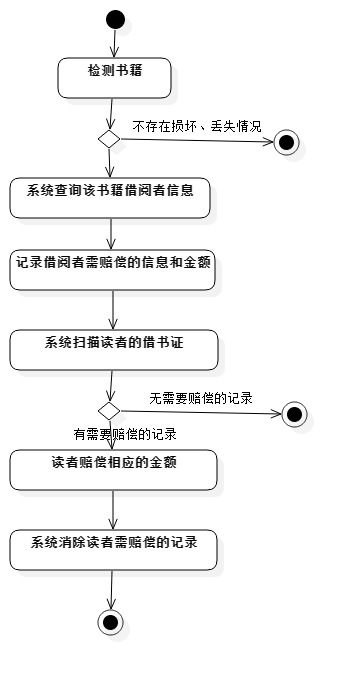 检测书籍
不存在损坏、丢失情况
系统查询该书籍借阅者信息
记录借阅者需赔偿的信息和金额
系统扫描读者的借书证
无需要赔偿的记录
有需要赔偿的记录
读者赔偿相应的金额
系统消除读者需赔偿的记录